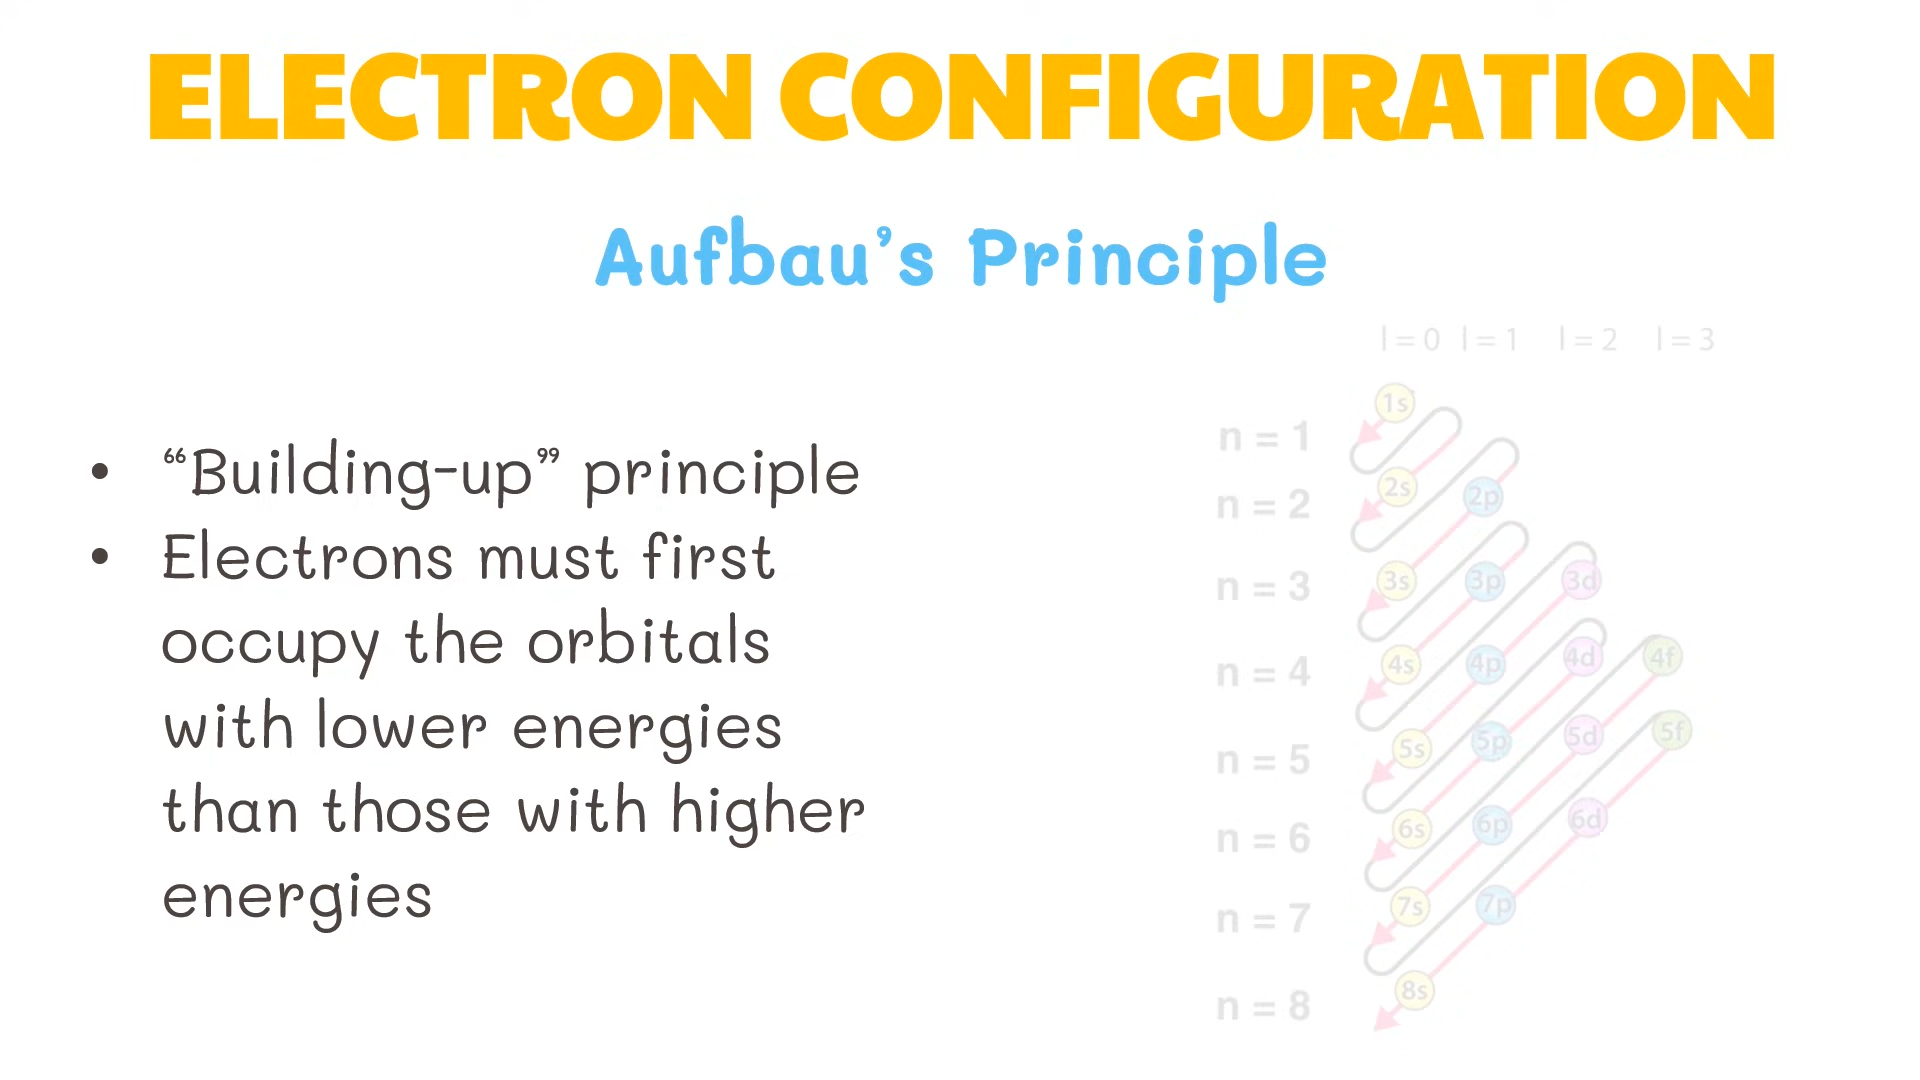 ELECTRON CONFIGURATION
Aufbau’s Principle
• “Building-up” principle
• Electrons must first
occupy the orbitals
with lower energies
than those with higher
energies
l = 0 l = 1 l = 2 l = 3
1s
n = 1
n = 2 2s 2p
n = 3 3s 3p 3d
n = 4 4s 4p 4d 4f
n = 5 5s 5p 5d 5f
n = 6 6s 6p 6d
n = 7 7s 7p
n = 8 8s